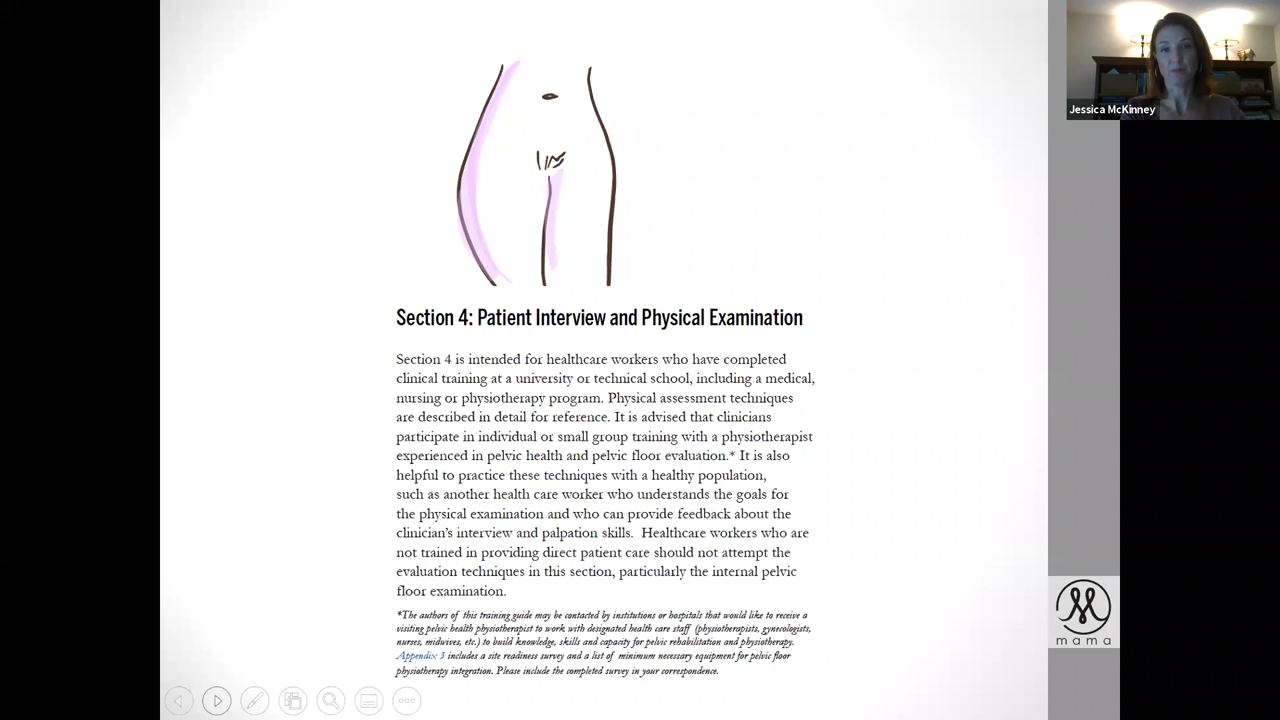 Jessica McKinney
Section 4: Patient Interview and Physical Examination
Section 4 is intended for healthcare workers who have completed
clinical training at a university or technical school, including a medical,
nursing or physiotherapy program. Physical assessment techniques
are described in detail for reference. It is advised that clinicians
participate in individual or small group training with a physiotherapist
experienced in pelvic health and pelvic floor evaluation.* It is also
helpful to practice these techniques with a healthy population,
such as another health care worker who understands the goals for
the physical examination and who can provide feedback about the
clinician's interview and palpation skills.  Healthcare workers who are
not trained in providing direct patient care should not attempt the
evaluation techniques in this section, particularly the internal pelvic
floor examination.
*The authors of this training guide may be contacted by institutions or hospitals that would like to receive a
visiting pelvic health physiotherapist to work with designated health care staff (physiotherapists, gynecologists,
nurses, midwives, etc.) to build knowledge, skills and capacity for pelvic rehabilitation and physiotherapy.
Appendix 3 includes a site readiness survey and a list of minimum necessary equipment for pelvic floor
physiotherapy integration. Please include the completed survey in your correspondence.
mama